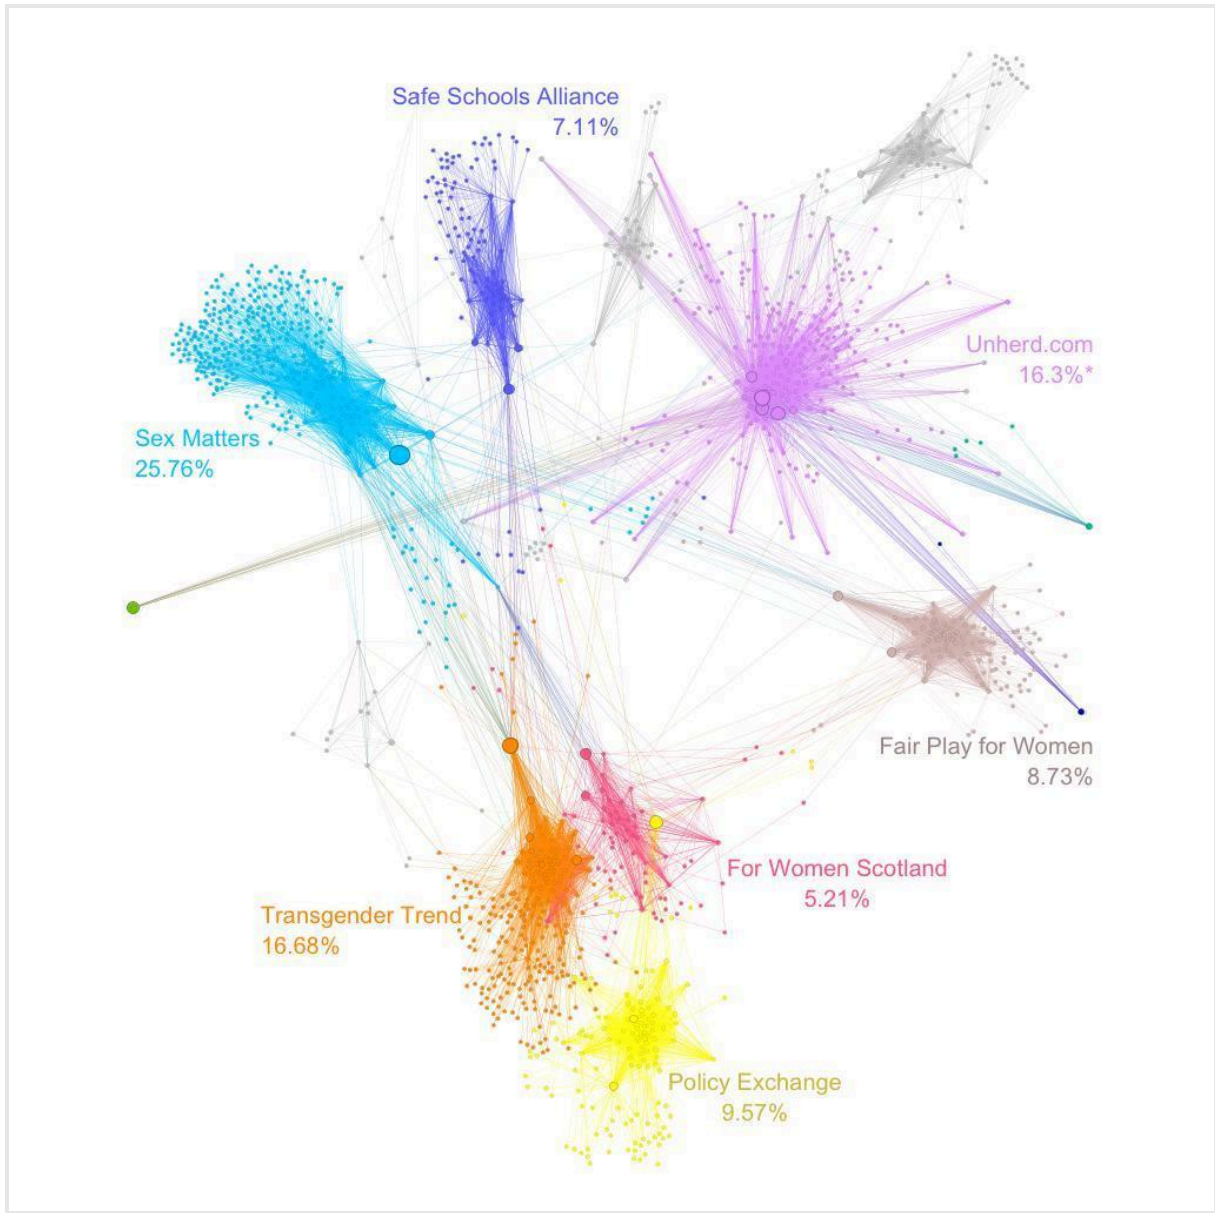 Safe Schools Alliance
7.11%
Unherd.com
16.3%*
Sex Matters
25.76%
Fair Play for Women
8.73%
For Women Scotland
5.21%
Transgender Trend
16.68%
Policy Exchange
9.57%